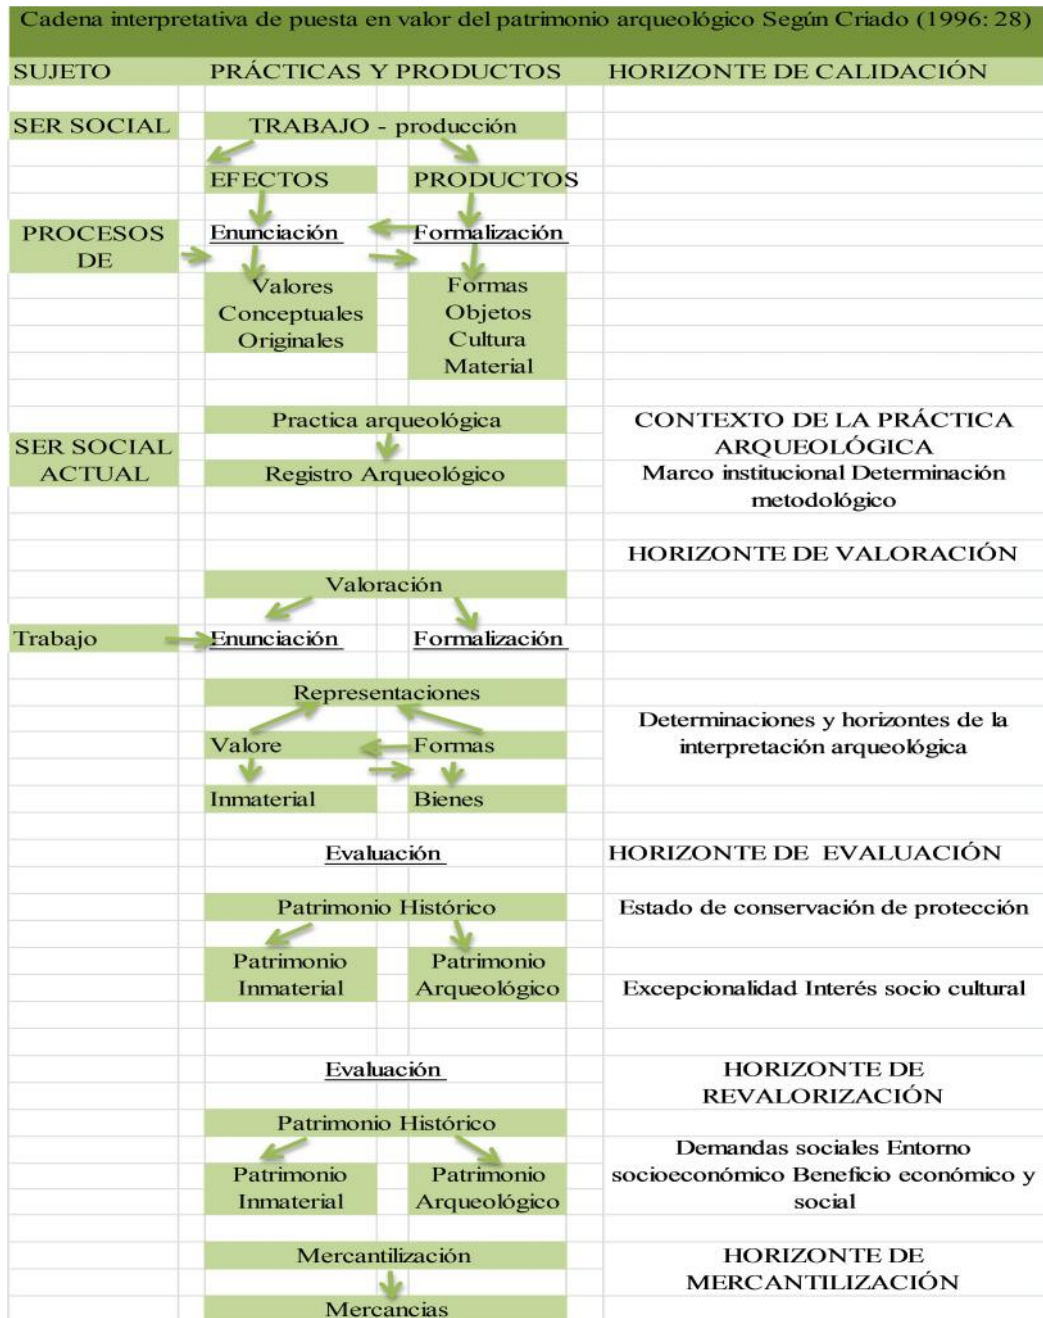 Cadena interpretativa de puesta en valor del patrimonio arqueológico Según Criado (1996: 28)
SUJETO PRÁCTICAS Y PRODUCTOS HORIZONTE DE CALIDACIÓN
SER SOCIAL TRABAJO - producción
EFECTOS PRODUCTOS
PROCESOS DE
Enunciación Formalización
Valores
Conceptuales
Originales
Formas
Objetos
Cultura
Material
Practica arqueológica
CONTEXTO DE LA PRÁCTICA
ARQUEOLÓGICA
SER SOCIAL
ACTUAL
Registro Arqueológico
Marco institucional Determinación
metodológico
HORIZONTE DE VALORACIÓN
Valoración
Trabajo Enunciación Formalización
Representaciones
Determinaciones y horizontes de la
interpretación arqueológica
Valore Formas
Inmaterial Bienes
Evaluación HORIZONTE DE EVALUACIÓN
Patrimonio Histórico Estado de conservación de protección
Patrimonio
Inmaterial
Patrimonio
Arqueológico
Excepcionalidad Interés socio cultural
Evaluación
HORIZONTE DE
REVALORIZACIÓN
Patrimonio Histórico
Demandas sociales Entorno
socioeconómico Beneficio económico y
social
Patrimonio
Inmaterial
Patrimonio
Arqueológico
Mercantilización
HORIZONTE DE
MERCANTILIZACIÓN
Mercancias